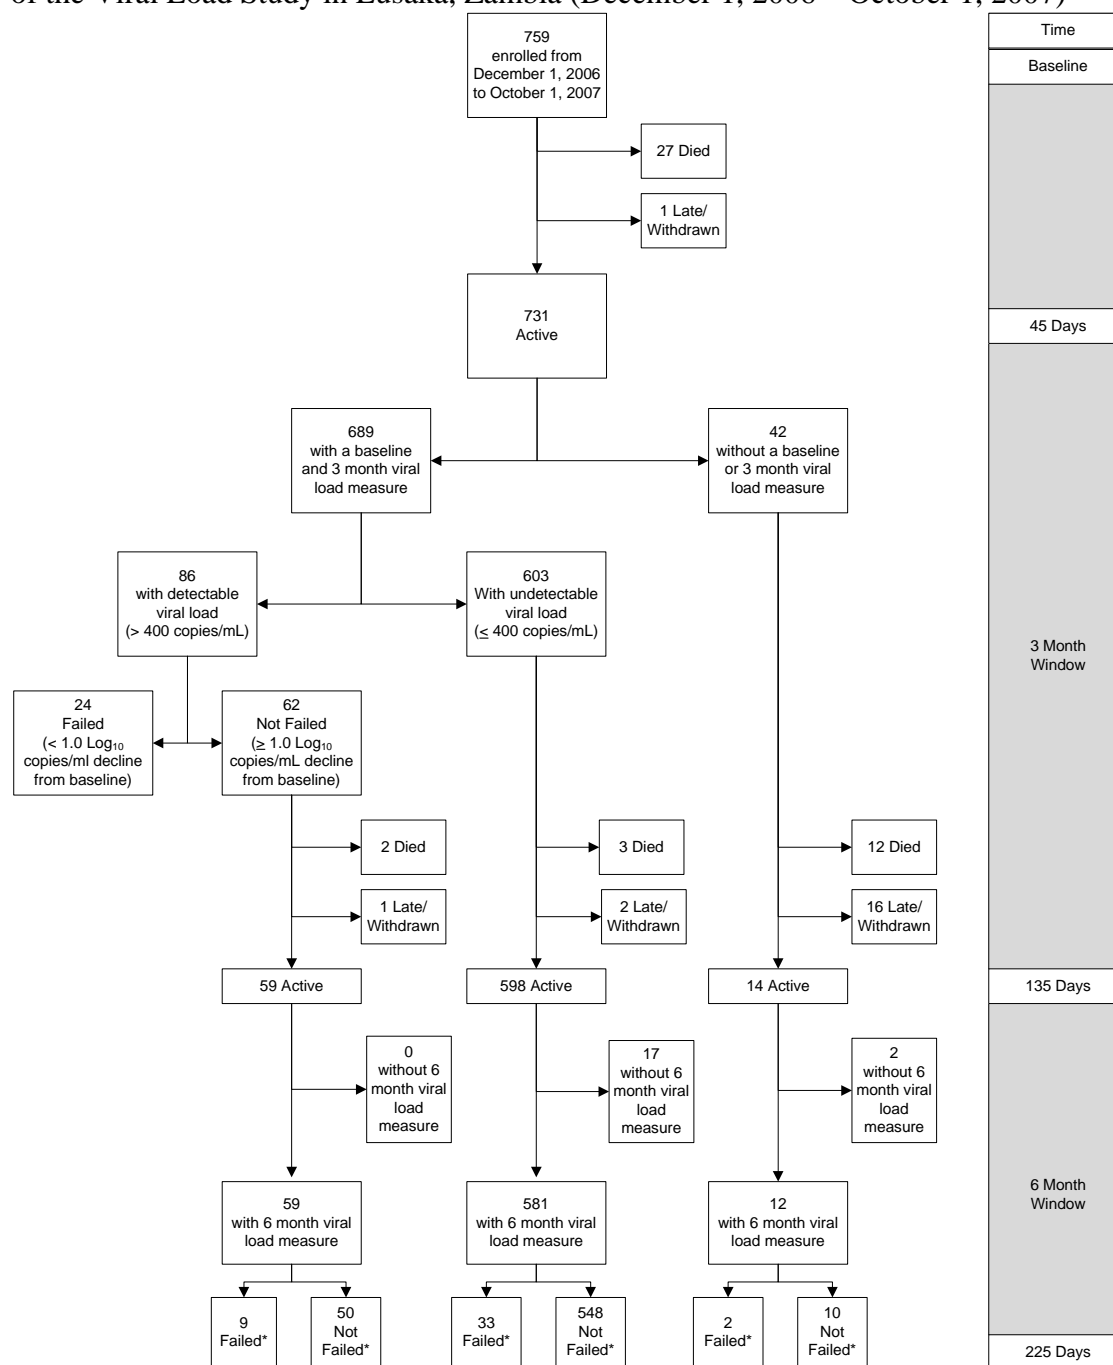 of the Viral Load Study in Lusaka, Zambia (December 1, 2006 – October 1, 2007)
759
enrolled from
December 1, 2006
to October 1, 2007
Time
Baseline
27 Died
1 Late/
Withdrawn
731
Active
45 Days
689
with a baseline
and 3 month viral
load measure
42
without a baseline
or 3 month viral
load measure
86
with detectable
viral load
(> 400 copies/mL)
603
With undetectable
viral load
(≤ 400 copies/mL)
3 Month
Window
24
Failed
(< 1.0 Log10
copies/ml decline
from baseline)
62
Not Failed
(≥ 1.0 Log10
copies/mL decline
from baseline)
2 Died
3 Died
12 Died
1 Late/
Withdrawn
2 Late/
Withdrawn
16 Late/
Withdrawn
59 Active
598 Active
14 Active
135 Days
0
without 6
month viral
load
measure
17
without 6
month viral
load
measure
2
without 6
month viral
load
measure
59
with 6 month viral
load measure
581
with 6 month viral
load measure
12
with 6 month viral
load measure
6 Month
Window
9
Failed*
50
Not
Failed*
33
Failed*
548
Not
Failed*
2
Failed*
10
Not
Failed*
225 Days